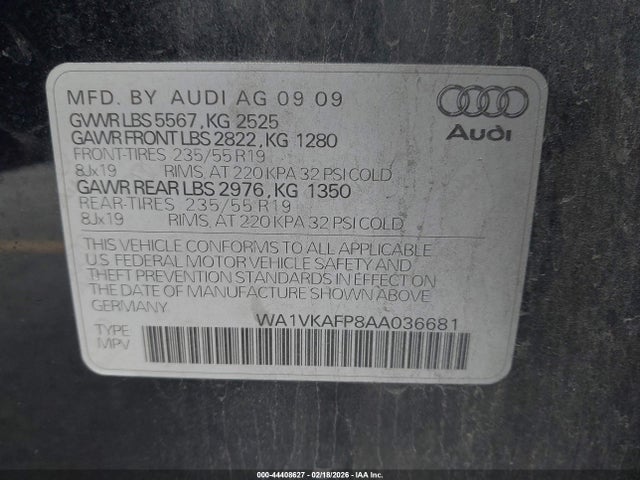 MFD. BY AUDI AG 09 09
GVWR LBS 5567, KG 2525
GAWR FRONT LBS 2822, KG 1280
FRONT-TIRES 235/55 R19
8Jx19 RIMS, AT 220 KPA 32 PSI COLD
GAWR REAR LBS 2976, KG 1350
REAR-TIRES 235/55 R19
8Jx19 RIMS, AT 220 KPA 32 PSI COLD
Audi
THIS VEHICLE CONFORMS TO ALL APPLICABLE
U.S. FEDERAL MOTOR VEHICLE SAFETY AND
THEFT PREVENTION STANDARDS IN EFFECT ON
THE DATE OF MANUFACTURE SHOWN ABOVE
GERMANY
WA1VKAFP8AA036681
TYPE
MPV
000-44408627 - 02/18/2026 - IAA Inc.